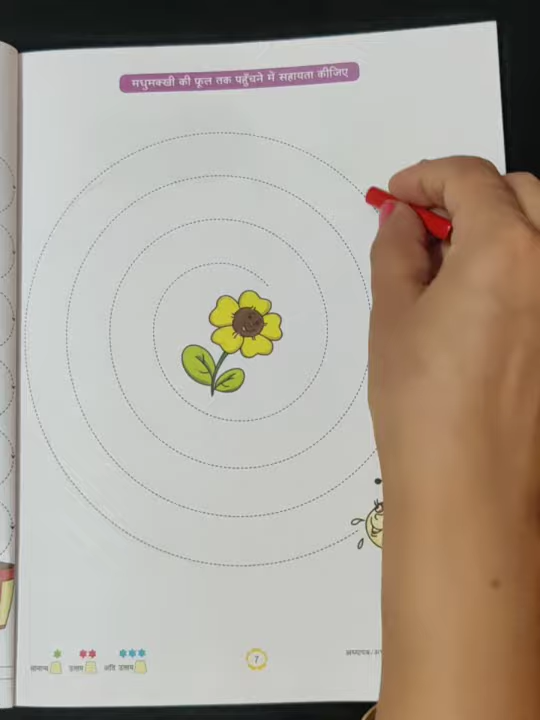 मधुमक्खी की फूल तक पहुँचने में सहायता कीजिए
सामान्य उत्तम अति उत्तम
7